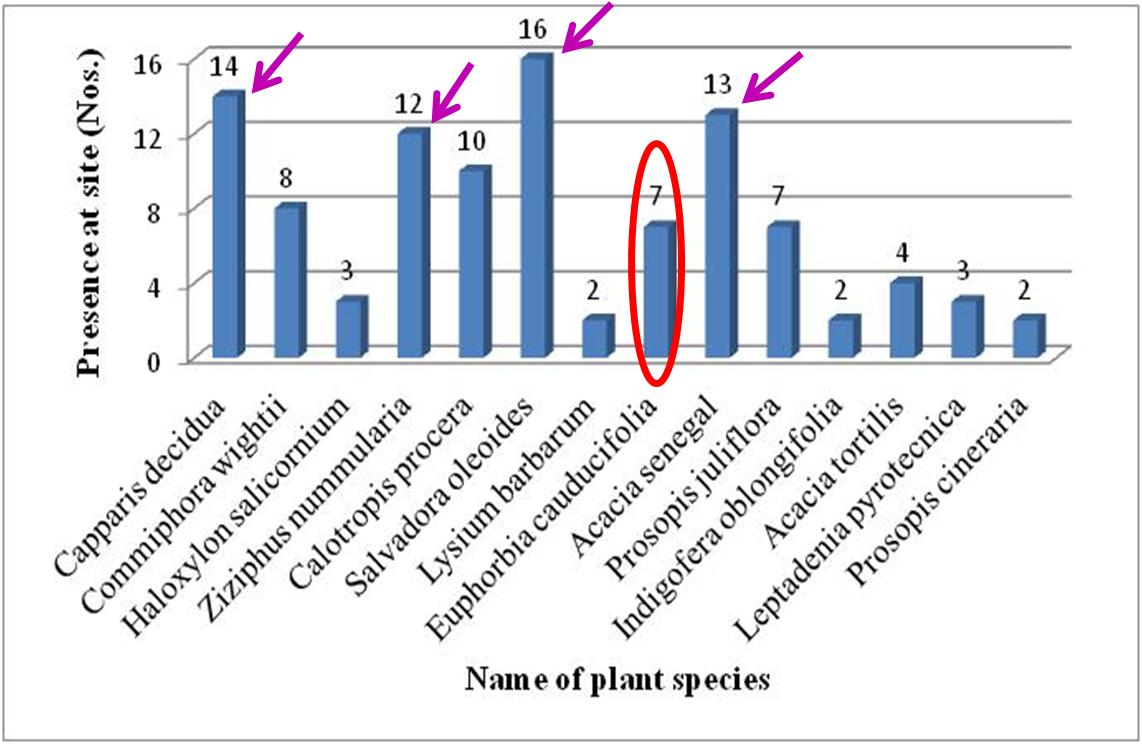 Presence at site (Nos.)
16
12
8
4
0
14
8
3
12
10
16
2
7
13
7
2
4
3
2
Capparis decidua
Commiphora wightii
Haloxylon salicornium
Ziziphus nummularia
Calotropis procera
Salvadora oleoides
Lysium barbarum
Euphorbia cauducifolia
Acacia senegal
Prosopis juliflora
Indigofera oblongifolia
Acacia tortilis
Leptadenia pyrotecnica
Prosopis cineraria
Name of plant species